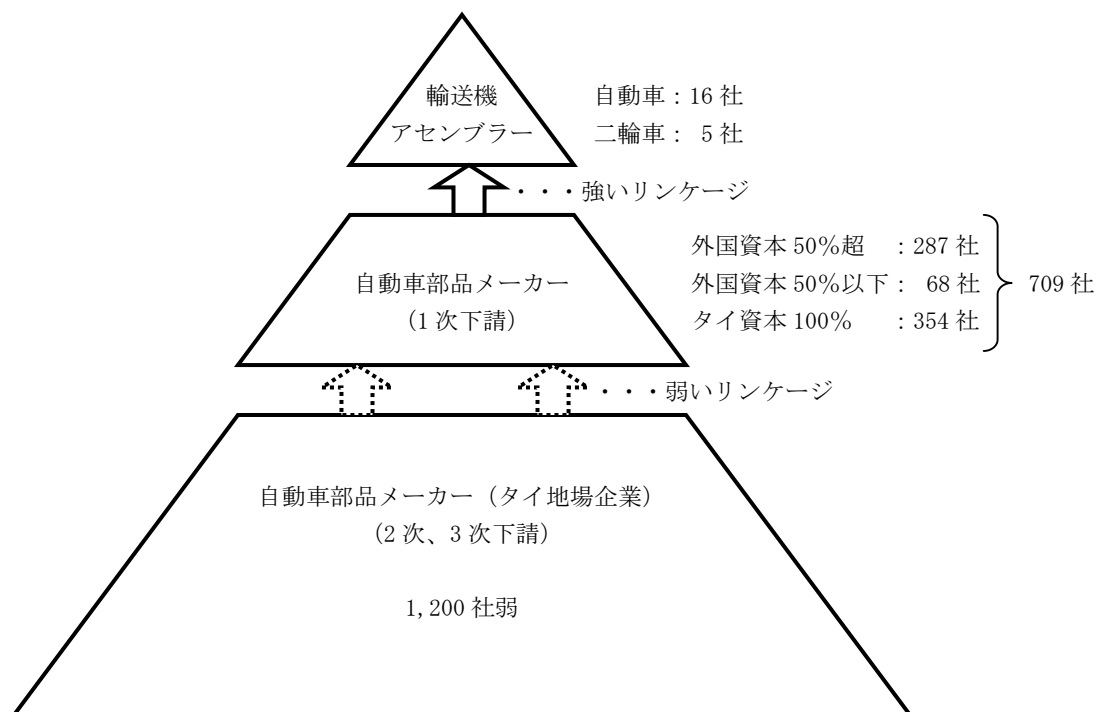 輸送機
アセンブラー
自動車：16 社
二輪車： 5 社
・・・強いリンケージ
自動車部品メーカー
（1 次下請）
外国資本 50％超 ：287 社
外国資本 50％以下： 68 社
タイ資本 100％ ：354 社
709 社
・・・弱いリンケージ
自動車部品メーカー（タイ地場企業）
（2 次、3 次下請）
1,200 社弱